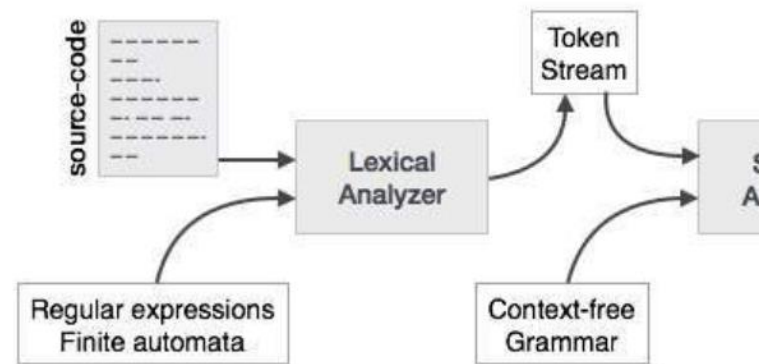 source-code
Token
Stream
Lexical
Analyzer
Regular expressions
Finite automata
Context-free
Grammar